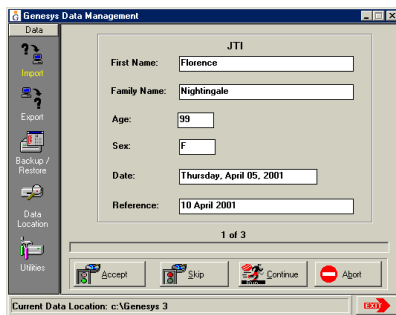 Genesys Data Management
Data
Import
Export
Backup / Restore
Data Location
Utilities
JTI
First Name: Florence
Family Name: Nightingale
Age: 99
Sex: F
Date: Thursday, April 05, 2001
Reference: 10 April 2001
1 of 3
Accept Skip Continue Abort
Current Data Location: c:\Genesys 3 EXIT